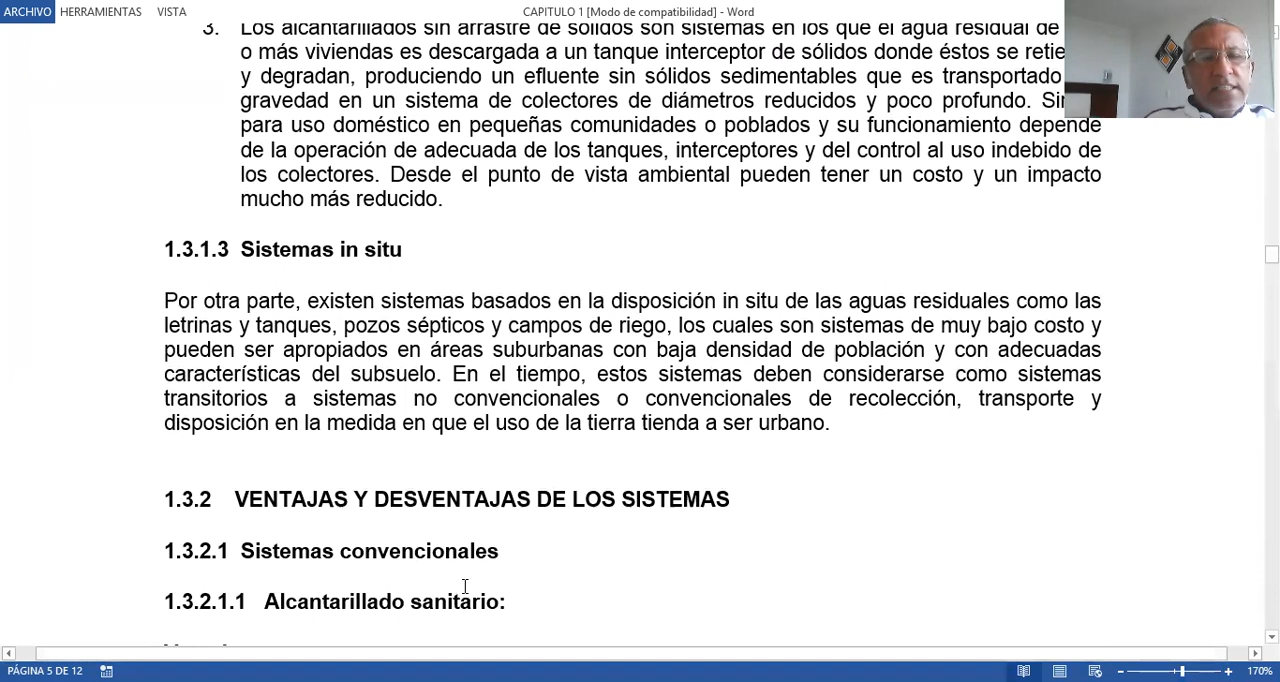 ARCHIVO HERRAMIENTAS VISTA CAPITULO 1 [Modo de compatibilidad] - Word
3. Los alcantarillados sin arrastre de sólidos son sistemas en los que el agua residual de
o más viviendas es descargada a un tanque interceptor de sólidos donde éstos se
y degradan, produciendo un efluente sin sólidos sedimentables que es transportado
gravedad en un sistema de colectores de diámetros reducidos y poco profundo.
para uso doméstico en pequeñas comunidades o poblados y su funcionamiento depende
de la operación de adecuada de los tanques, interceptores y del control al uso indebido de
los colectores. Desde el punto de vista ambiental pueden tener un costo y un impacto
mucho más reducido.
1.3.1.3 Sistemas in situ
Por otra parte, existen sistemas basados en la disposición in situ de las aguas residuales como las
letrinas y tanques, pozos sépticos y campos de riego, los cuales son sistemas de muy bajo costo y
pueden ser apropiados en áreas suburbanas con baja densidad de población y con adecuadas
características del subsuelo. En el tiempo, estos sistemas deben considerarse como sistemas
transitorios a sistemas no convencionales o convencionales de recolección, transporte y
disposición en la medida en que el uso de la tierra tienda a ser urbano.
1.3.2 VENTAJAS Y DESVENTAJAS DE LOS SISTEMAS
1.3.2.1 Sistemas convencionales
1.3.2.1.1 Alcantarillado sanitario:
PÁGINA 5 DE 12 170%